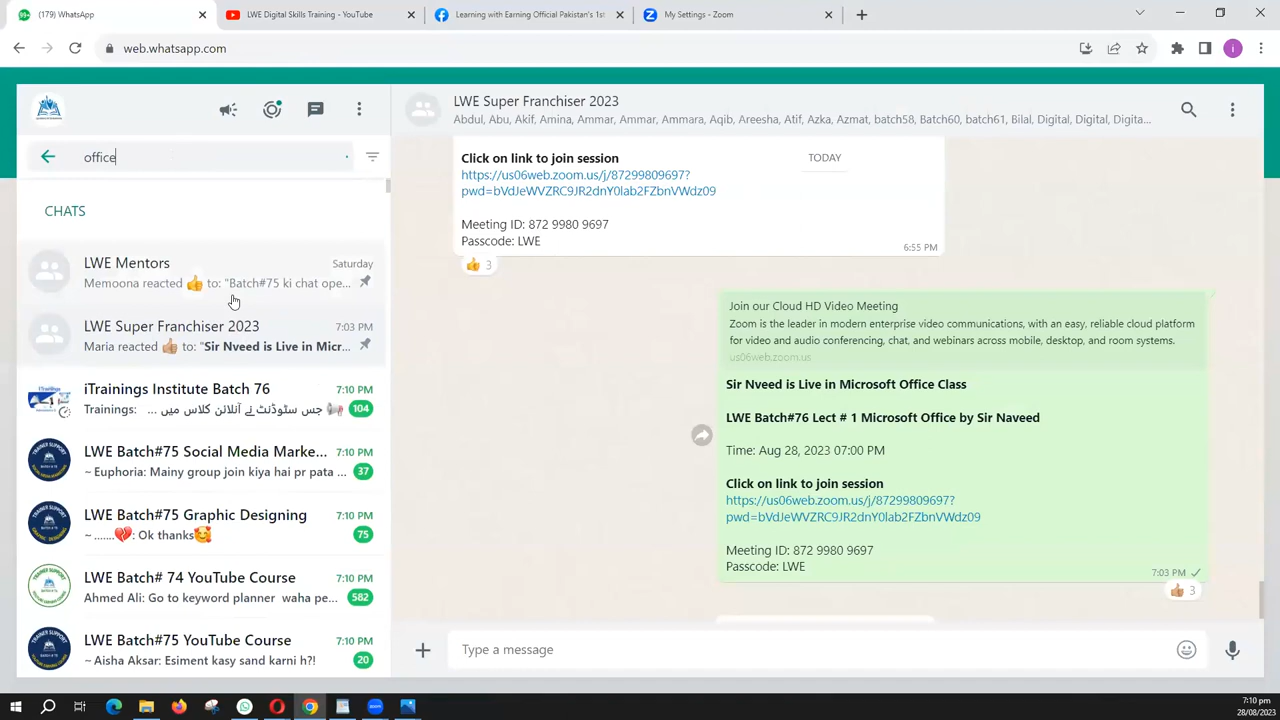 (179) WhatsApp
LWE Digital Skills Training - YouTube
Learning with Earning Official Pakistan's 1st
My Settings - Zoom
web.whatsapp.com
i
office
CHATS
LWE Mentors
Saturday
Memoona reacted 👍 to: "Batch#75 ki chat ope...
LWE Super Franchiser 2023
7:03 PM
Maria reacted 👍🏼 to: "Sir Nveed is Live in Micr...
iTrainings Institute Batch 76
7:10 PM
Trainings: ... جس سٹوڈنٹ نے آنلائن کلاس میں
104
LWE Batch#75 Social Media Marke...
7:10 PM
~ Euphoria: Mainy group join kiya hai pr pata ...
37
LWE Batch#75 Graphic Designing
7:10 PM
~ .......💔: Ok thanks🥰
75
LWE Batch# 74 YouTube Course
7:10 PM
Ahmed Ali: Go to keyword planner waha pe...
582
LWE Batch#75 YouTube Course
7:10 PM
~ Aisha Aksar: Esiment kasy sand karni h?!
20
LWE Super Franchiser 2023
Abdul, Abu, Akif, Amina, Ammar, Ammar, Ammara, Aqib, Areesha, Atif, Azka, Azmat, batch58, Batch60, batch61, Bilal, Digital, Digital, Digita...
TODAY
Click on link to join session
https://us06web.zoom.us/j/87299809697?
pwd=bVdJeWVZRC9JR2dnY0lab2FZbnVWdz09
Meeting ID: 872 9980 9697
Passcode: LWE
6:55 PM
👍 3
Join our Cloud HD Video Meeting
Zoom is the leader in modern enterprise video communications, with an easy, reliable cloud platform
for video and audio conferencing, chat, and webinars across mobile, desktop, and room systems.
us06web.zoom.us
Sir Nveed is Live in Microsoft Office Class
LWE Batch#76 Lect # 1 Microsoft Office by Sir Naveed
Time: Aug 28, 2023 07:00 PM
Click on link to join session
https://us06web.zoom.us/j/87299809697?
pwd=bVdJeWVZRC9JR2dnY0lab2FZbnVWdz09
Meeting ID: 872 9980 9697
Passcode: LWE
7:03 PM
👍🏼 3
Type a message
7:10 pm
28/08/2023